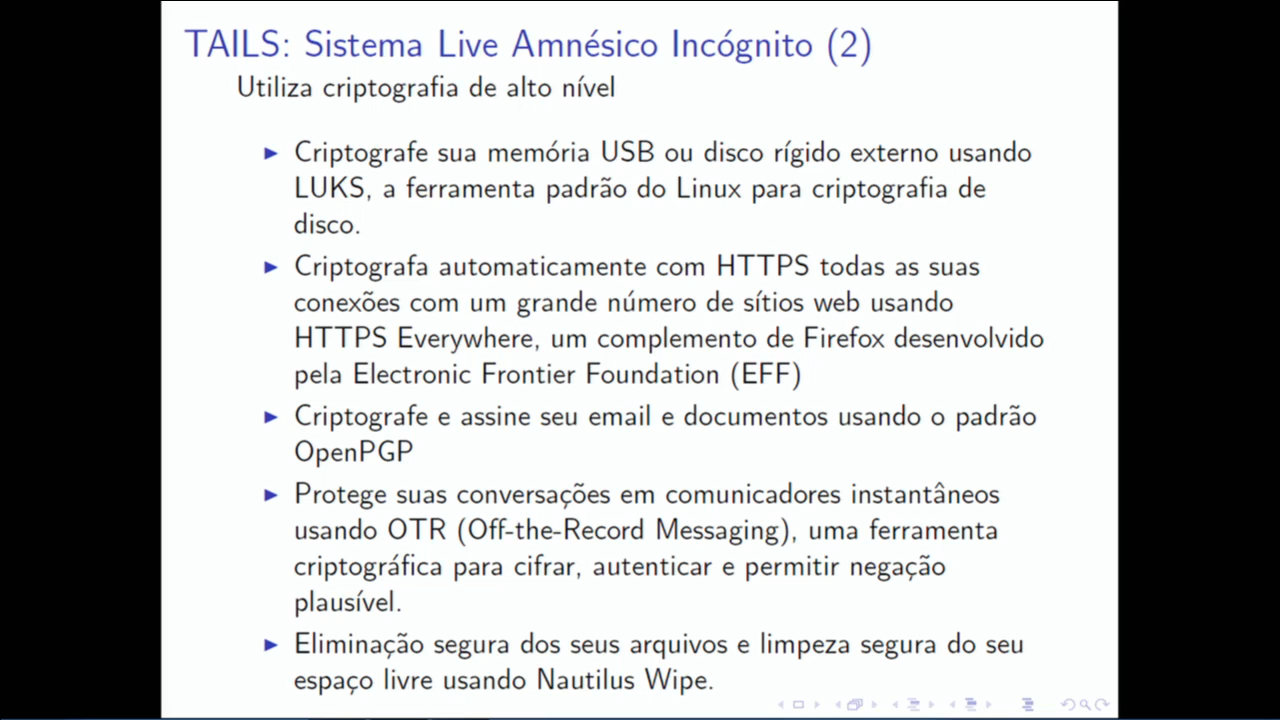 TAILS: Sistema Live Amnésico Incógnito (2)
Utiliza criptografia de alto nível
Criptografe sua memória USB ou disco rígido externo usando
LUKS, a ferramenta padrão do Linux para criptografia de
disco.
Criptografa automaticamente com HTTPS todas as suas
conexões com um grande número de sítios web usando
HTTPS Everywhere, um complemento de Firefox desenvolvido
pela Electronic Frontier Foundation (EFF)
Criptografe e assine seu email e documentos usando o padrão
OpenPGP
Protege suas conversações em comunicadores instantâneos
usando OTR (Off-the-Record Messaging), uma ferramenta
criptográfica para cifrar, autenticar e permitir negação
plausível.
Eliminação segura dos seus arquivos e limpeza segura do seu
espaço livre usando Nautilus Wipe.